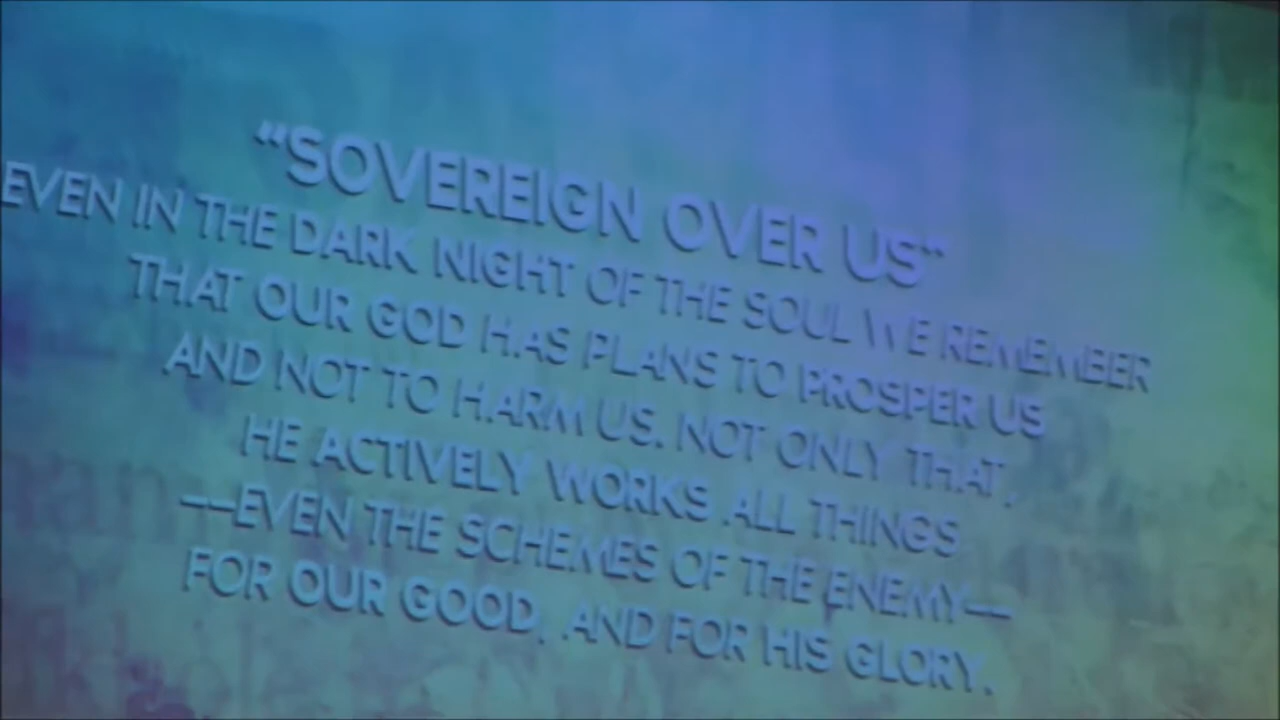 “SOVEREIGN OVER US”
EVEN IN THE DARK NIGHT OF THE SOUL WE REMEMBER
THAT OUR GOD HAS PLANS TO PROSPER US
AND NOT TO HARM US. NOT ONLY THAT,
HE ACTIVELY WORKS ALL THINGS
—EVEN THE SCHEMES OF THE ENEMY—
FOR OUR GOOD, AND FOR HIS GLORY.